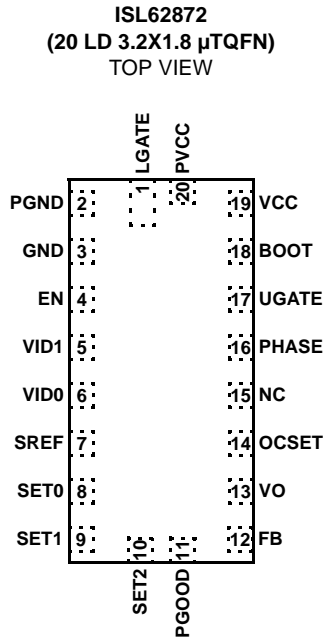 ISL62872
(20 LD 3.2X1.8 µTQFN)
TOP VIEW
1 LGATE
20 PVCC
PGND 2
19 VCC
GND 3
18 BOOT
EN 4
17 UGATE
VID1 5
16 PHASE
VID0 6
15 NC
SREF 7
14 OCSET
SET0 8
13 VO
SET1 9
12 FB
SET2 10
PGOOD 11